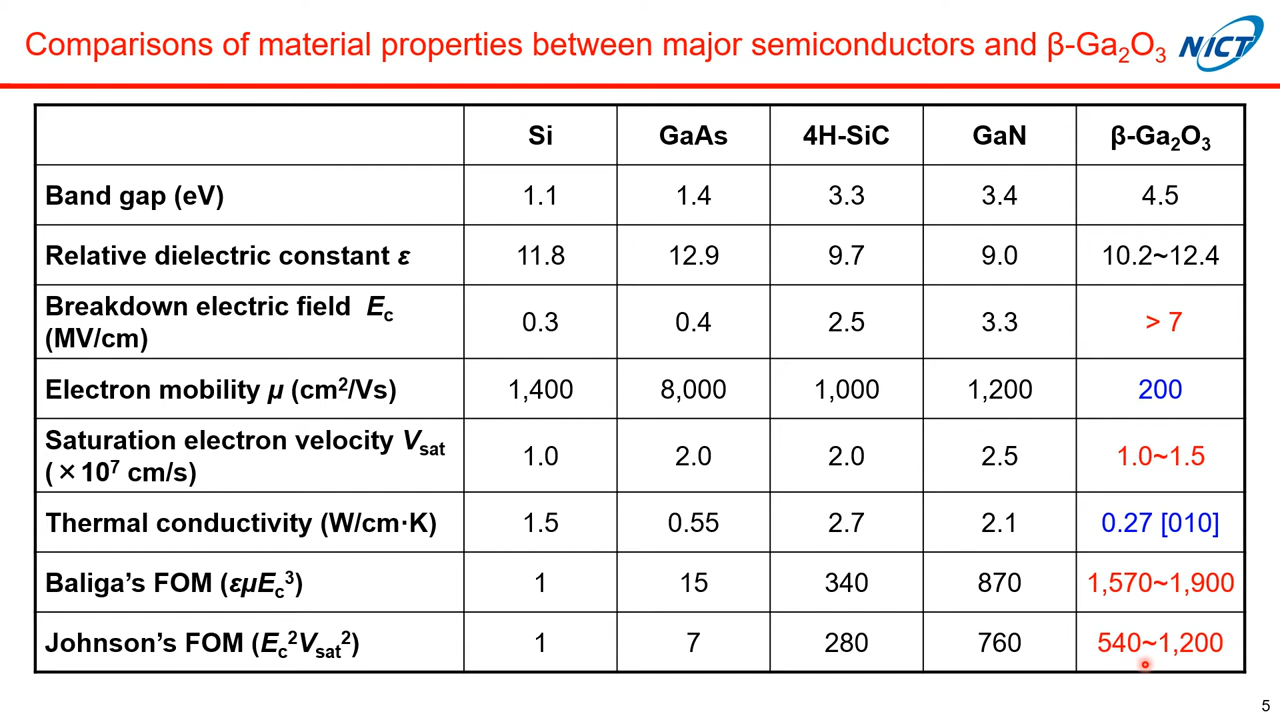 Comparisons of material properties between major semiconductors and β-Ga₂O₃
NICT
Si GaAs 4H-SiC GaN β-Ga₂O₃
Band gap (eV) 1.1 1.4 3.3 3.4 4.5
Relative dielectric constant ε 11.8 12.9 9.7 9.0 10.2~12.4
Breakdown electric field E_c
(MV/cm) 0.3 0.4 2.5 3.3 > 7
Electron mobility μ (cm²/Vs) 1,400 8,000 1,000 1,200 200
Saturation electron velocity V_sat
(×10⁷ cm/s) 1.0 2.0 2.0 2.5 1.0~1.5
Thermal conductivity (W/cm·K) 1.5 0.55 2.7 2.1 0.27 [010]
Baliga’s FOM (εμE_c³) 1 15 340 870 1,570~1,900
Johnson’s FOM (E_c²V_sat²) 1 7 280 760 540~1,200
5